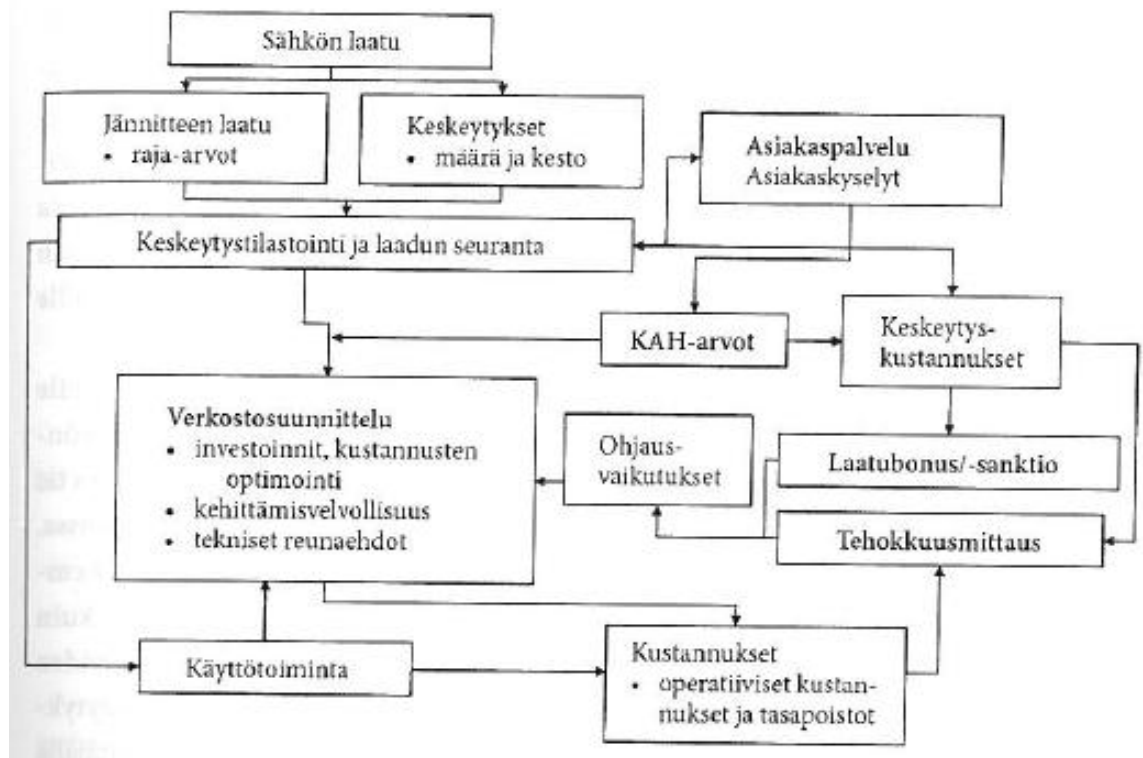 Sähkön laatu
Jännitteen laatu
• raja-arvot
Keskeytykset
• määrä ja kesto
Asiakaspalvelu
Asiakaskyselyt
Keskeytystilastointi ja laadun seuranta
KAH-arvot
Keskeytys-
kustannukset
Verkostosuunnittelu
• investoinnit, kustannusten
optimointi
• kehittämisvelvollisuus
• tekniset reunaehdot
Ohjaus-
vaikutukset
Laatubonus/-sanktio
Tehokkuusmittaus
Käyttötoiminta
Kustannukset
• operatiiviset kustan-
nukset ja tasapoistot